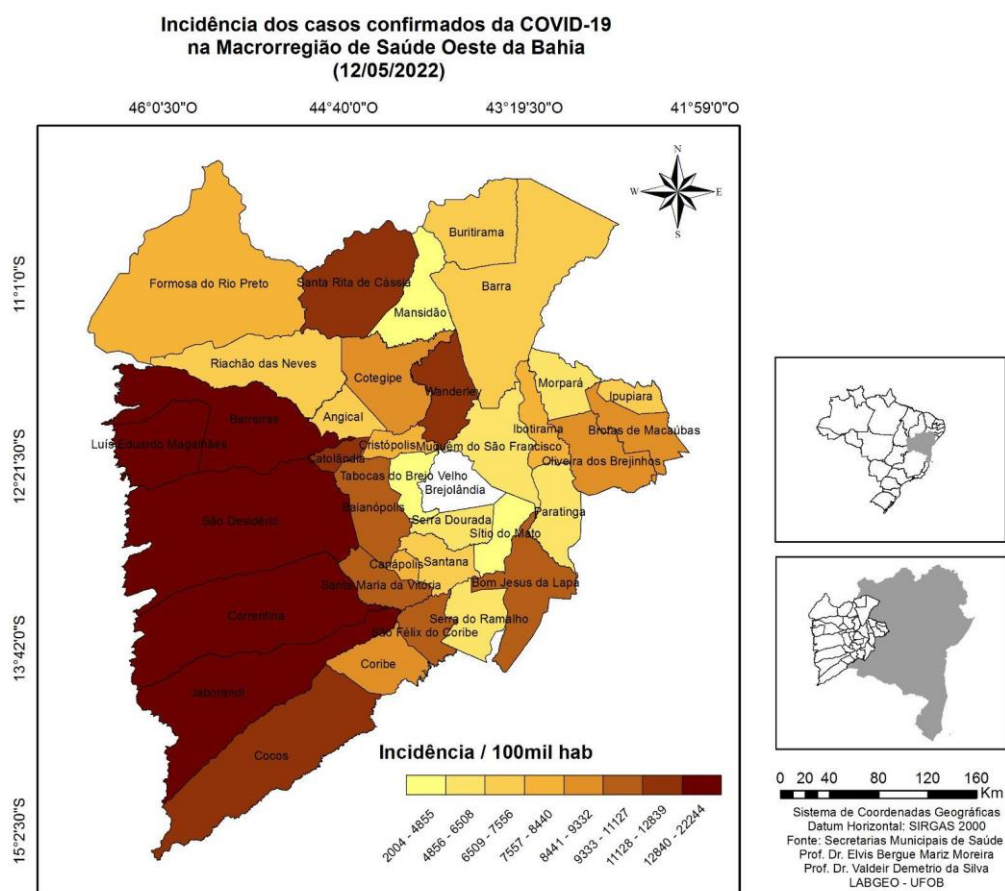 Incidência dos casos confirmados da COVID-19
na Macrorregião de Saúde Oeste da Bahia
(12/05/2022)
46°0'30"O
44°40'0"O
43°19'30"O
41°59'0"O
11°1'0"S
12°21'30"S
13°42'0"S
15°2'30"S
N
W
E
S
Buritirama
Formosa do Rio Preto
Santa Rita de Cássia
Barra
Mansidão
Riachão das Neves
Cotegipe
Wanderley
Morpará
Ipupiara
Barreiras
Angical
Ibotirama
Brotas de Macaúbas
Luís Eduardo Magalhães
Cristópolis
Muquém do São Francisco
Catolândia
Oliveira dos Brejinhos
Tabocas do Brejo Velho
Brejolândia
Baianópolis
Paratinga
São Desidério
Serra Dourada
Sítio do Mato
Canápolis
Santana
Santa Maria da Vitória
Bom Jesus da Lapa
Correntina
Serra do Ramalho
São Félix do Coribe
Coribe
Jaborandi
Cocos
Incidência / 100mil hab
2004 - 4855
4856 - 6508
6509 - 7556
7557 - 8440
8441 - 9332
9333 - 11127
11128 - 12839
12840 - 22244
0 20 40 80 120 160
Km
Sistema de Coordenadas Geográficas
Datum Horizontal: SIRGAS 2000
Fonte: Secretarias Municipais de Saúde
Prof. Dr. Elvis Bergue Mariz Moreira
Prof. Dr. Valdeir Demetrio da Silva
LABGEO - UFOB